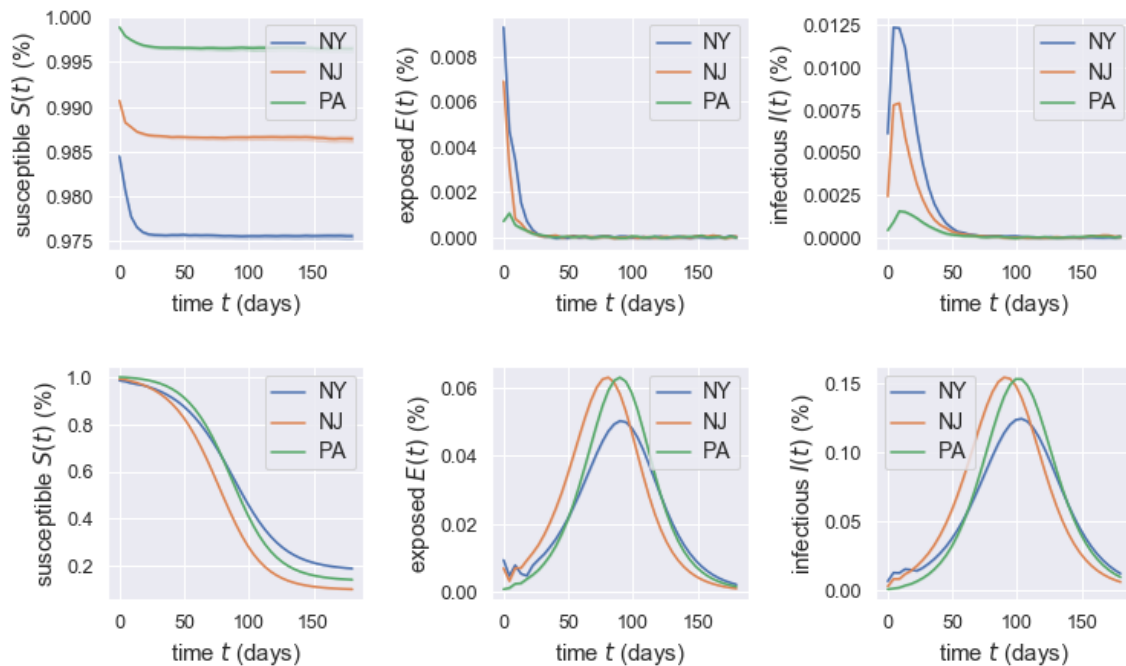 susceptible S(t) (%)
1.000
0.995
0.990
0.985
0.980
0.975
0
50
100
150
time t (days)
NY
NJ
PA
exposed E(t) (%)
0.008
0.006
0.004
0.002
0.000
0
50
100
150
time t (days)
NY
NJ
PA
infectious I(t) (%)
0.0125
0.0100
0.0075
0.0050
0.0025
0.0000
0
50
100
150
time t (days)
NY
NJ
PA
susceptible S(t) (%)
1.0
0.8
0.6
0.4
0.2
0
50
100
150
time t (days)
NY
NJ
PA
exposed E(t) (%)
0.06
0.04
0.02
0.00
0
50
100
150
time t (days)
NY
NJ
PA
infectious I(t) (%)
0.15
0.10
0.05
0.00
0
50
100
150
time t (days)
NY
NJ
PA